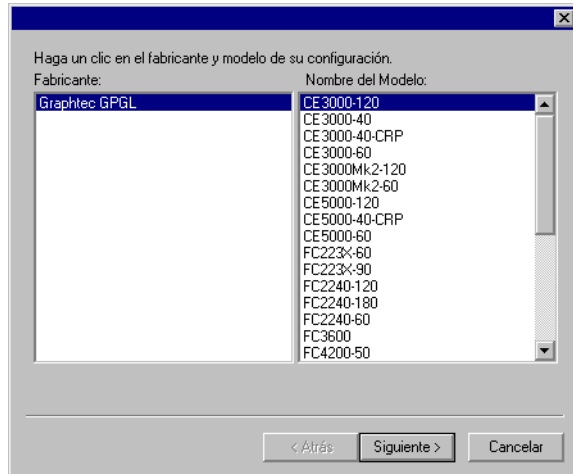 Haga un clic en el fabricante y modelo de su configuración.
Fabricante:
Nombre del Modelo:
Graphtec GPGL
CE3000-120
CE3000-40
CE3000-40-CRP
CE3000-60
CE3000Mk2-120
CE3000Mk2-60
CE5000-120
CE5000-40-CRP
CE5000-60
FC223X-60
FC223X-90
FC2240-120
FC2240-180
FC2240-60
FC3600
FC4200-50
< Atrás
Siguiente >
Cancelar